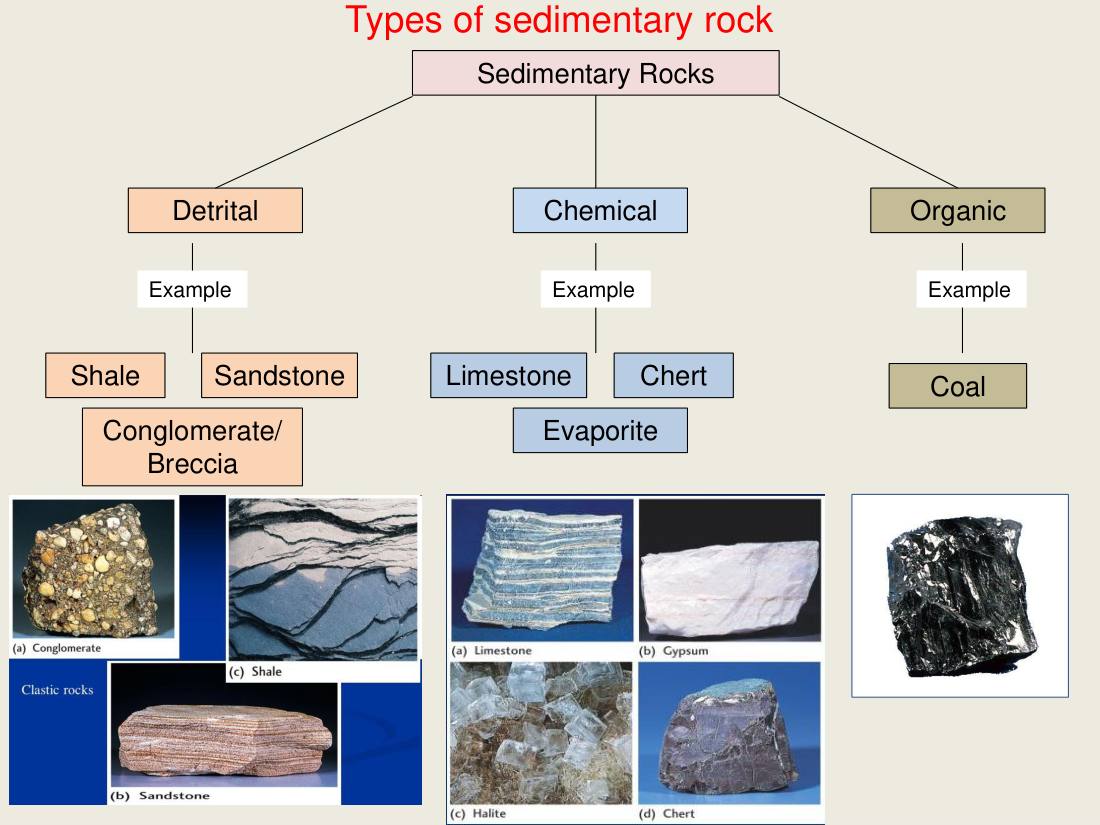 Types of sedimentary rock
Sedimentary Rocks
Detrital
Chemical
Organic
Example
Example
Example
Shale
Sandstone
Limestone
Chert
Coal
Conglomerate/
Breccia
Evaporite
(a) Conglomerate
(c) Shale
Clastic rocks
(b) Sandstone
(a) Limestone
(b) Gypsum
(c) Halite
(d) Chert